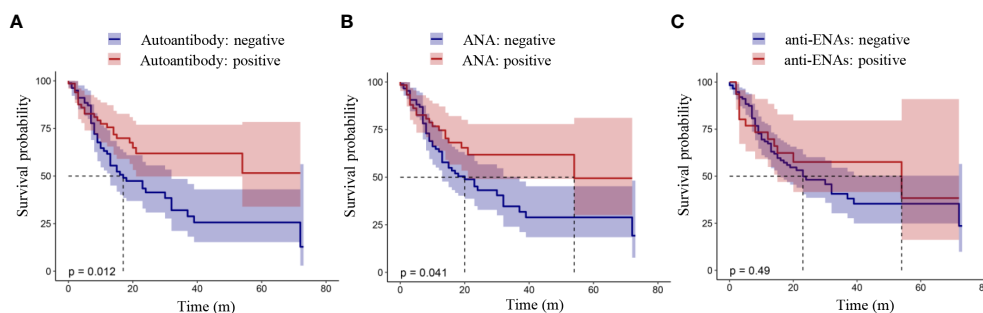 A
Autoantibody: negative
Autoantibody: positive
Survival probability
100
75
50
25
0
p = 0.012
0 20 40 60 80
Time (m)
B
ANA: negative
ANA: positive
Survival probability
100
75
50
25
0
p = 0.041
0 20 40 60 80
Time (m)
C
anti-ENAs: negative
anti-ENAs: positive
Survival probability
100
75
50
25
0
p = 0.49
0 20 40 60 80
Time (m)